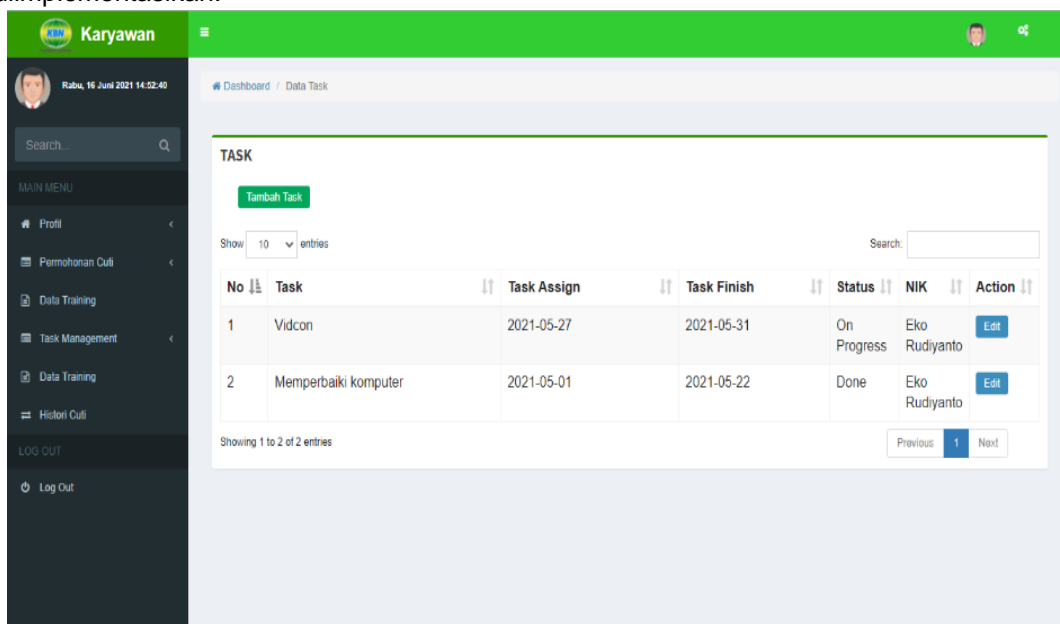 diimplementasikan.
KBN Karyawan
Rabu, 16 Juni 2021 14:52:40
Dashboard / Data Task
Search...
MAIN MENU
Profil
Permohonan Cuti
Data Training
Task Management
Data Training
Histori Cuti
LOG OUT
Log Out
TASK
Tambah Task
Show 10 entries
Search:
No Task Task Assign Task Finish Status NIK Action
1 Vidcon 2021-05-27 2021-05-31 On Progress Eko Rudiyanto Edit
2 Memperbaiki komputer 2021-05-01 2021-05-22 Done Eko Rudiyanto Edit
Showing 1 to 2 of 2 entries
Previous 1 Next